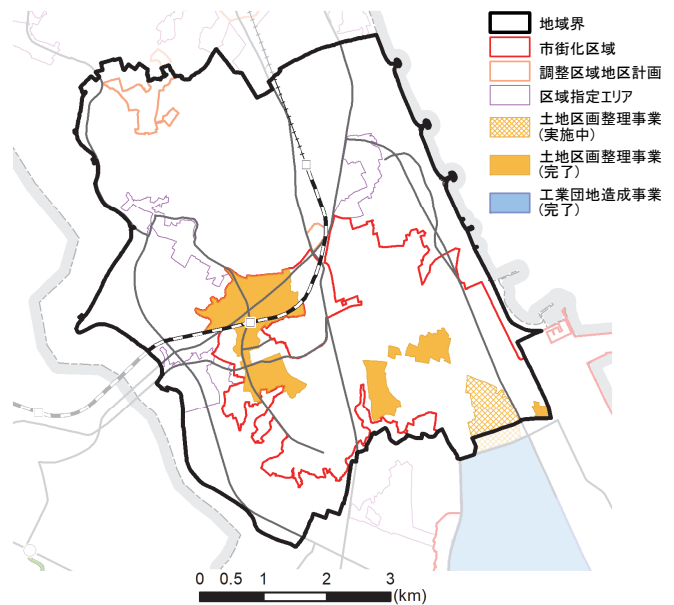 地域界
市街化区域
調整区域地区計画
区域指定エリア
土地区画整理事業
(実施中)
土地区画整理事業
(完了)
工業団地造成事業
(完了)
0 0.5 1 2 3
(km)